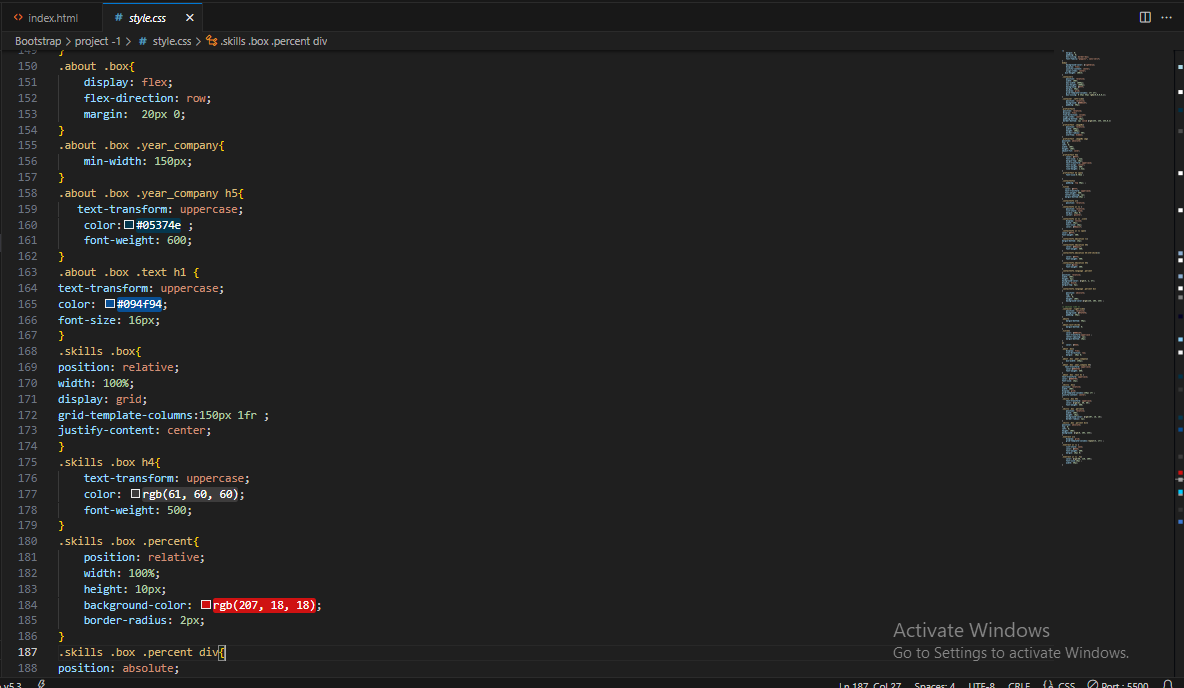 index.html
# style.css ×
···
Bootstrap > project -1 > # style.css > .skills .box .percent div
149 }
150 .about .box{
151 display: flex;
152 flex-direction: row;
153 margin: 20px 0;
154 }
155 .about .box .year_company{
156 min-width: 150px;
157 }
158 .about .box .year_company h5{
159 text-transform: uppercase;
160 color: #05374e ;
161 font-weight: 600;
162 }
163 .about .box .text h1 {
164 text-transform: uppercase;
165 color: #094f94;
166 font-size: 16px;
167 }
168 .skills .box{
169 position: relative;
170 width: 100%;
171 display: grid;
172 grid-template-columns:150px 1fr ;
173 justify-content: center;
174 }
175 .skills .box h4{
176 text-transform: uppercase;
177 color: rgb(61, 60, 60);
178 font-weight: 500;
179 }
180 .skills .box .percent{
181 position: relative;
182 width: 100%;
183 height: 10px;
184 background-color: rgb(207, 18, 18);
185 border-radius: 2px;
186 }
187 .skills .box .percent div{
188 position: absolute;
Activate Windows
Go to Settings to activate Windows.
v5.3 Ln 187, Col 27 Spaces: 4 UTF-8 CRLF {} CSS Port : 5500